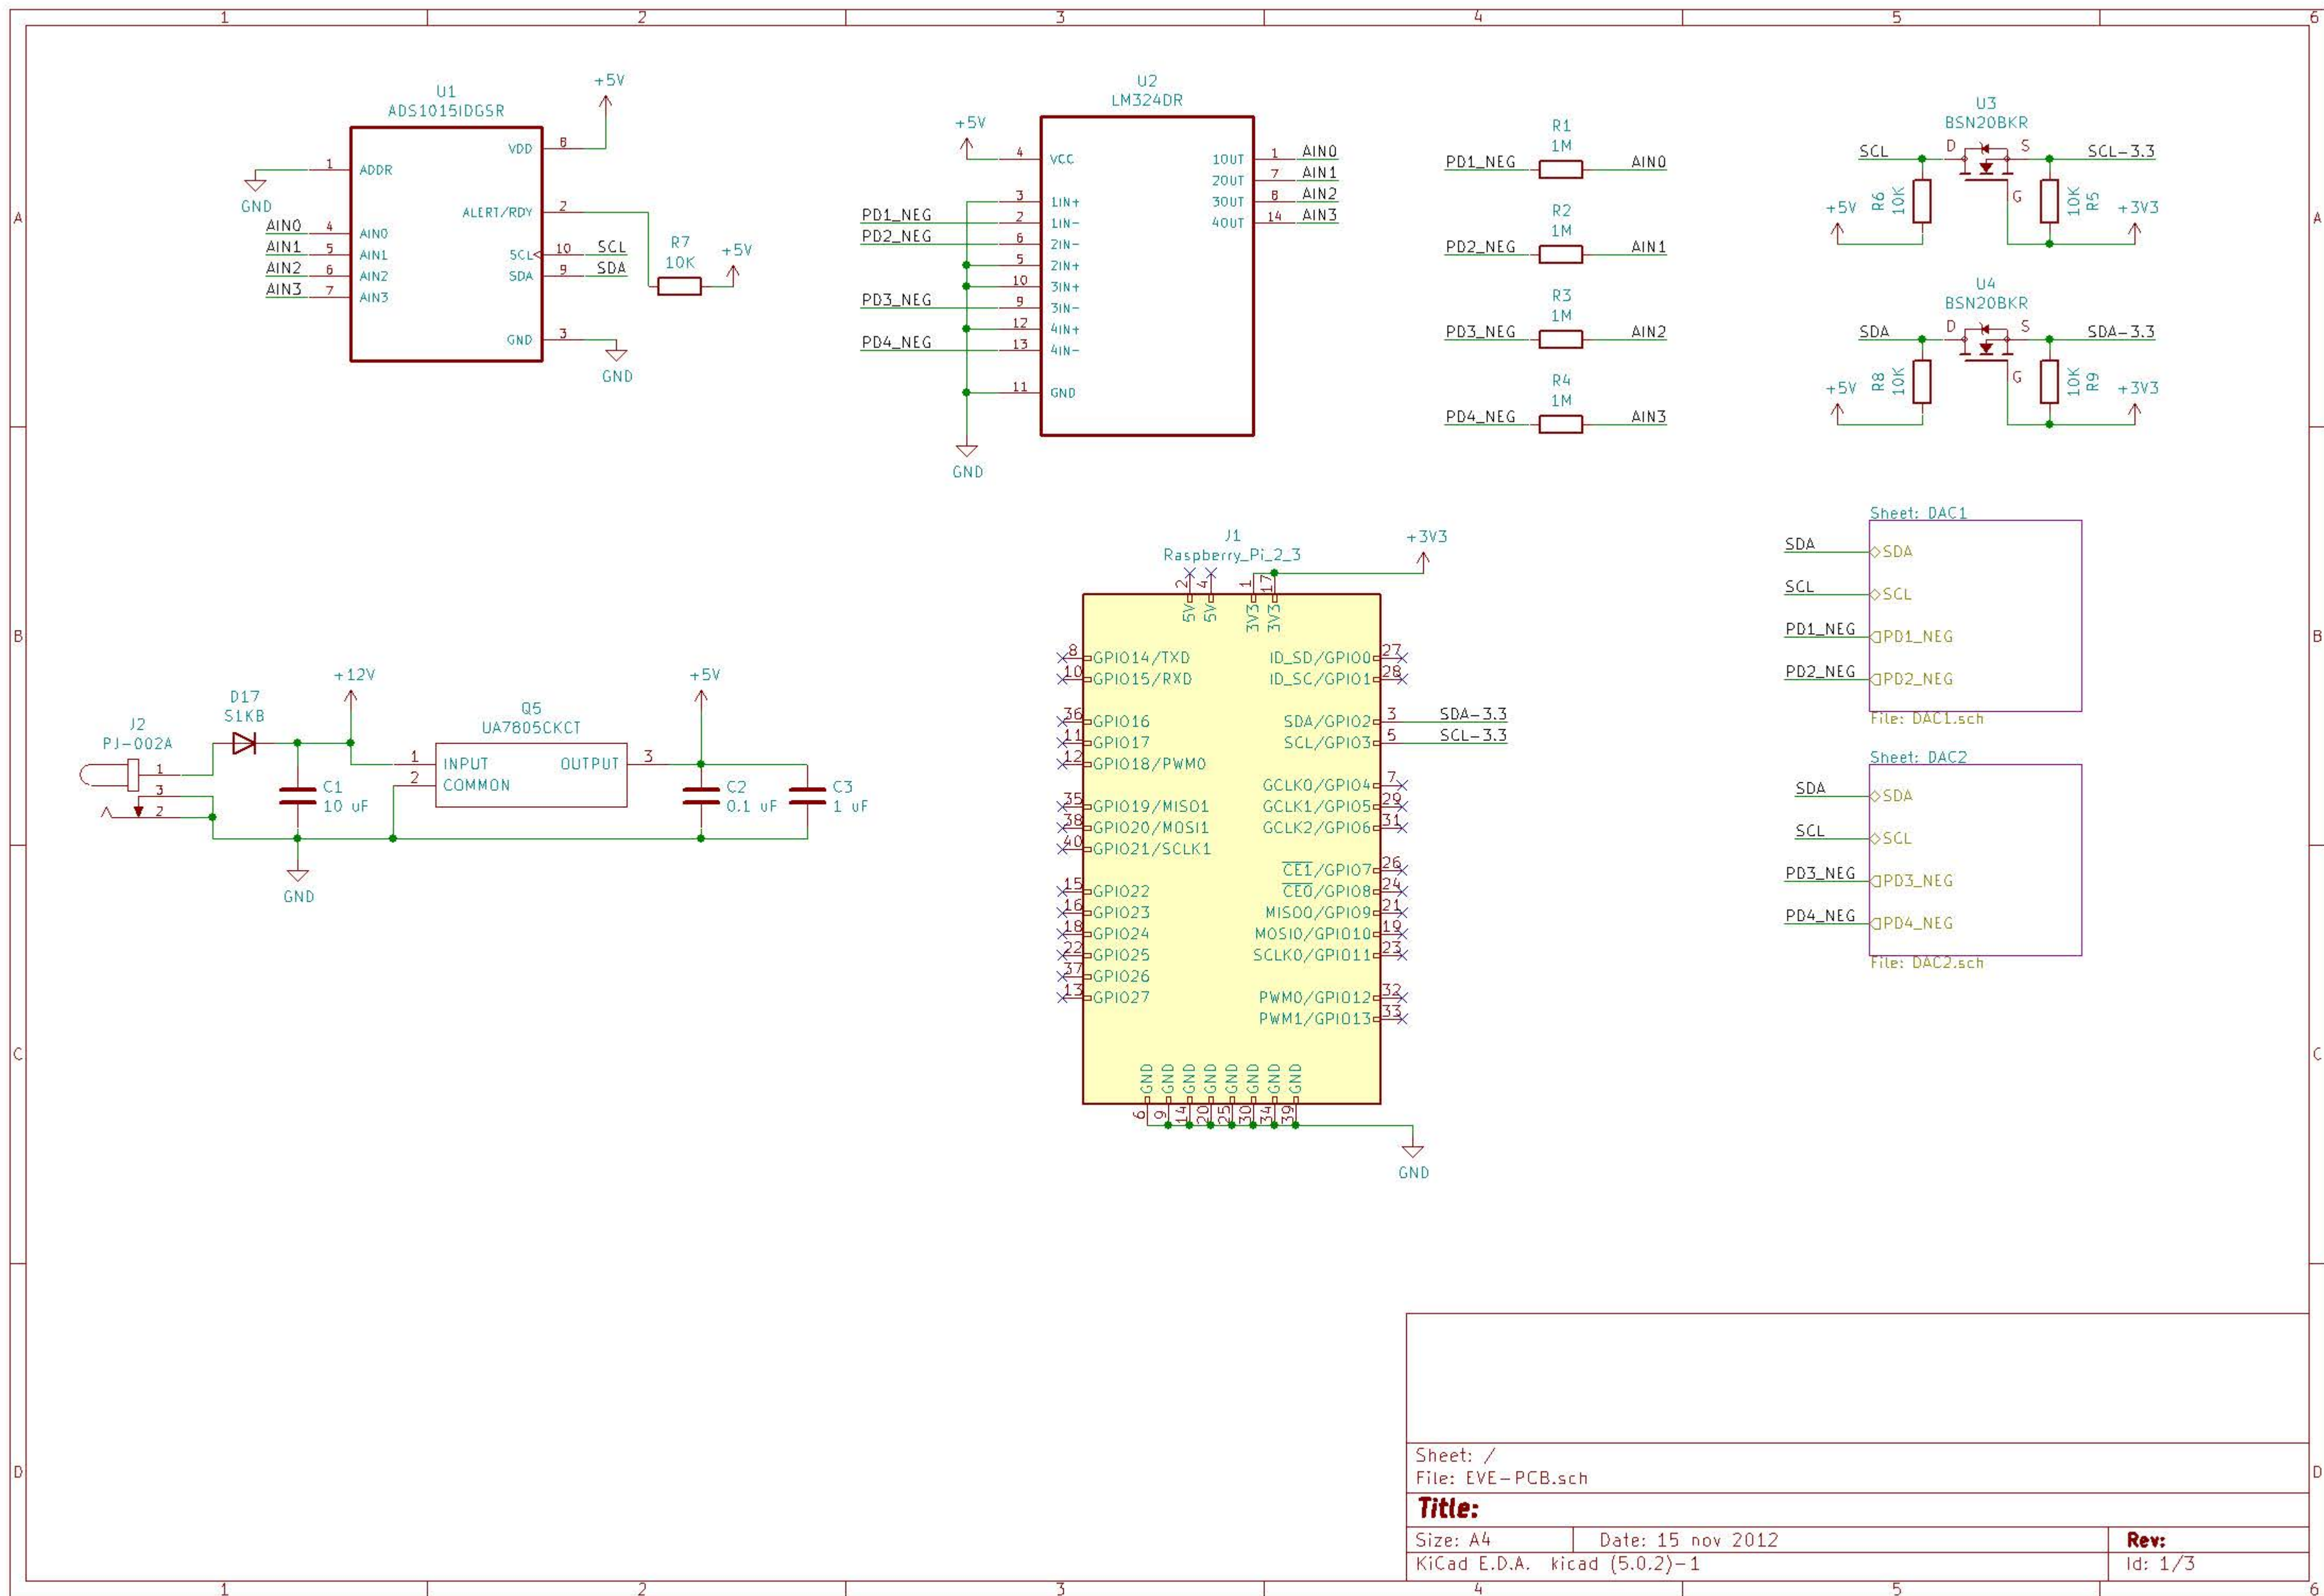 1 2 3 4 5 6
A
B
C
D
A
B
C
D
U1
ADS1015IDGSR
+5V
VDD 8
1 ADDR
GND
ALERT/RDY 2
AIN0 4 AIN0
AIN1 5 AIN1
AIN2 6 AIN2
AIN3 7 AIN3
SCL 10 SCL
SDA 9 SDA
R7
10K
+5V
GND 3
GND
U2
LM324DR
+5V
4 VCC
3 1IN+
PD1_NEG 2 1IN-
PD2_NEG 6 2IN-
5 2IN+
10 3IN+
PD3_NEG 9 3IN-
12 4IN+
PD4_NEG 13 4IN-
11 GND
GND
1OUT 1 AIN0
2OUT 7 AIN1
3OUT 8 AIN2
4OUT 14 AIN3
R1
1M
PD1_NEG AIN0
R2
1M
PD2_NEG AIN1
R3
1M
PD3_NEG AIN2
R4
1M
PD4_NEG AIN3
U3
BSN20BKR
SCL D S SCL-3.3
G
R6
10K
10K
R5
+5V +3V3
U4
BSN20BKR
SDA D S SDA-3.3
G
R8
10K
10K
R9
+5V +3V3
J2
PJ-002A
1
3
2
D17
S1KB
+12V
C1
10 uF
GND
Q5
UA7805CKCT
1 INPUT OUTPUT 3
2 COMMON
+5V
C2
0.1 uF
C3
1 uF
J1
Raspberry_Pi_2_3
+3V3
2 4 1 17
5V 5V 3V3 3V3
8 GPIO14/TXD
10 GPIO15/RXD
36 GPIO16
11 GPIO17
12 GPIO18/PWM0
35 GPIO19/MISO1
38 GPIO20/MOSI1
40 GPIO21/SCLK1
15 GPIO22
16 GPIO23
18 GPIO24
22 GPIO25
37 GPIO26
13 GPIO27
ID_SD/GPIO0 27
ID_SC/GPIO1 28
SDA/GPIO2 3 SDA-3.3
SCL/GPIO3 5 SCL-3.3
GCLK0/GPIO4 7
GCLK1/GPIO5 29
GCLK2/GPIO6 31
CE1/GPIO7 26
CE0/GPIO8 24
MISO0/GPIO9 21
MOSI0/GPIO10 19
SCLK0/GPIO11 23
PWM0/GPIO12 32
PWM1/GPIO13 33
GND GND GND GND GND GND GND GND
6 9 14 20 25 30 34 39
GND
Sheet: DAC1
SDA SDA
SCL SCL
PD1_NEG PD1_NEG
PD2_NEG PD2_NEG
File: DAC1.sch
Sheet: DAC2
SDA SDA
SCL SCL
PD3_NEG PD3_NEG
PD4_NEG PD4_NEG
File: DAC2.sch
Sheet: /
File: EVE-PCB.sch
Title:
Size: A4 Date: 15 nov 2012 Rev:
KiCad E.D.A. kicad (5.0.2)-1 Id: 1/3
1 2 3 4 5 6